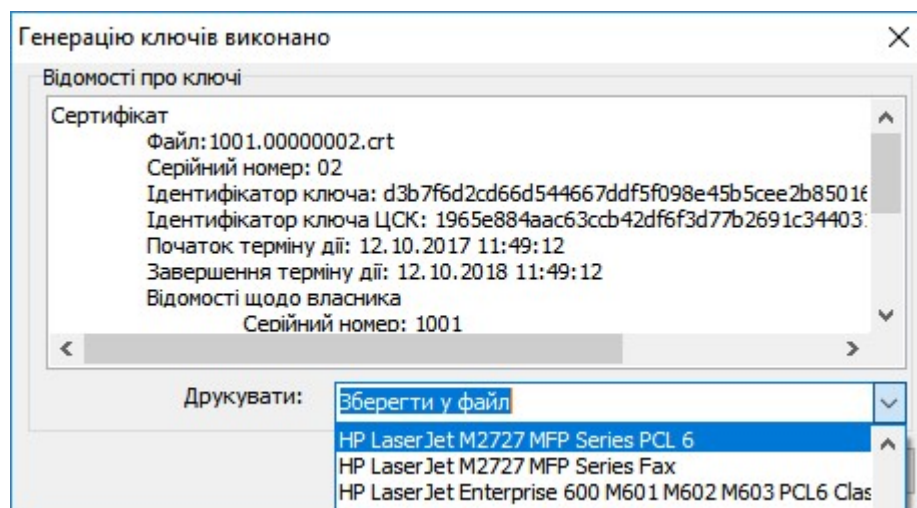 Генерацію ключів виконано
Відомості про ключі
Сертифікат
Файл:1001.00000002.crt
Серійний номер: 02
Ідентифікатор ключа: d3b7f6d2cd66d544667ddf5f098e45b5cee2b85016
Ідентифікатор ключа ЦСК: 1965e884aac63ccb42df6f3d77b2691c344031
Початок терміну дії: 12.10.2017 11:49:12
Завершення терміну дії: 12.10.2018 11:49:12
Відомості щодо власника
Серійний номер: 1001
Друкувати: Зберегти у файл
HP LaserJet M2727 MFP Series PCL 6
HP LaserJet M2727 MFP Series Fax
HP LaserJet Enterprise 600 M601 M602 M603 PCL6 Clas